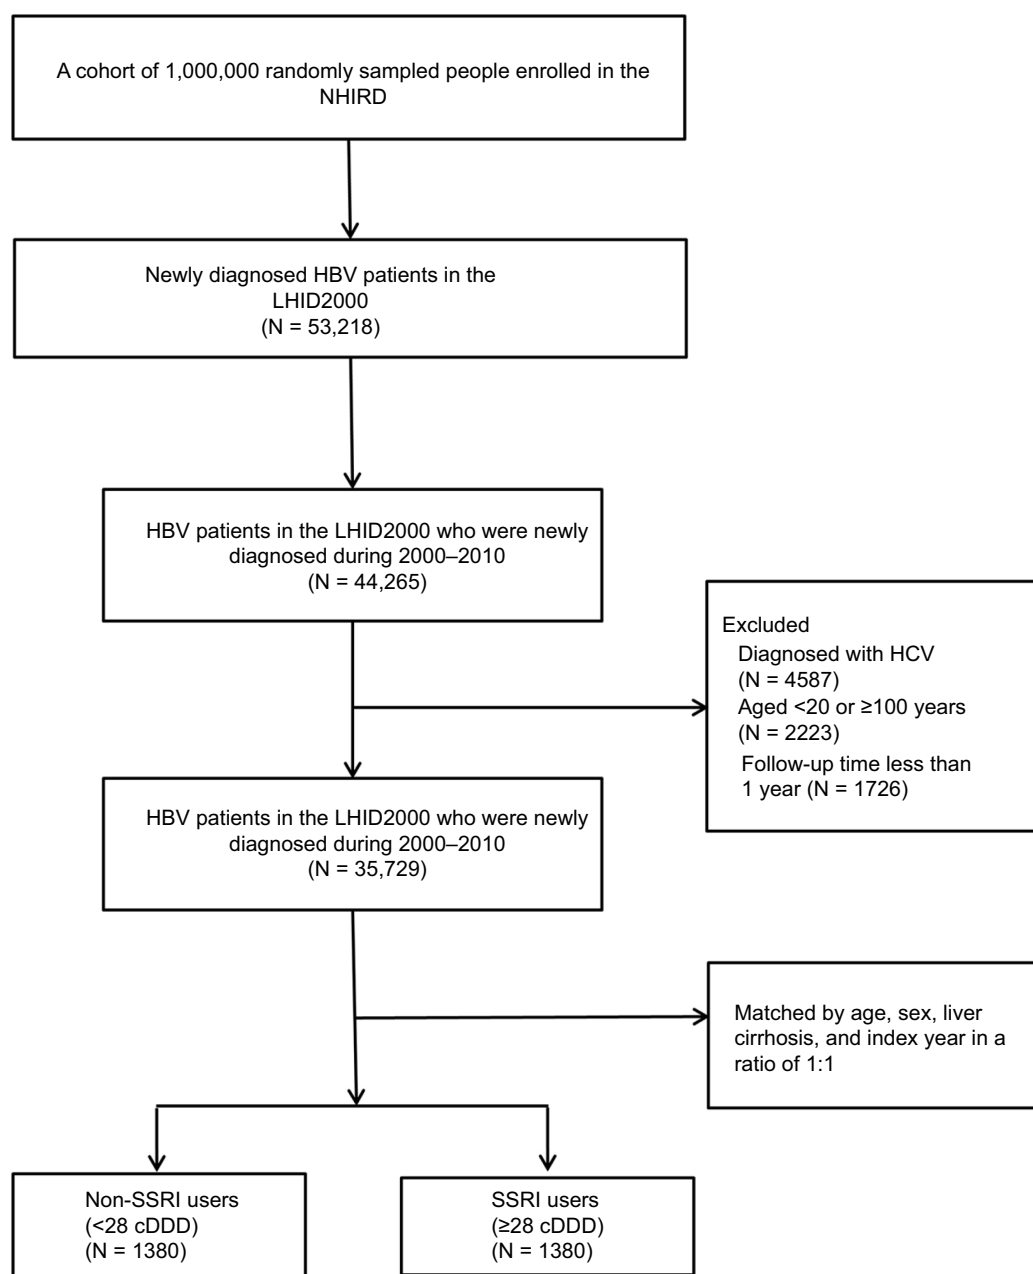 A cohort of 1,000,000 randomly sampled people enrolled in the
NHIRD
Newly diagnosed HBV patients in the
LHID2000
(N = 53,218)
HBV patients in the LHID2000 who were newly
diagnosed during 2000–2010
(N = 44,265)
Excluded
Diagnosed with HCV
(N = 4587)
Aged <20 or ≥100 years
(N = 2223)
Follow-up time less than
1 year (N = 1726)
HBV patients in the LHID2000 who were newly
diagnosed during 2000–2010
(N = 35,729)
Matched by age, sex, liver
cirrhosis, and index year in a
ratio of 1:1
Non-SSRI users
(<28 cDDD)
(N = 1380)
SSRI users
(≥28 cDDD)
(N = 1380)